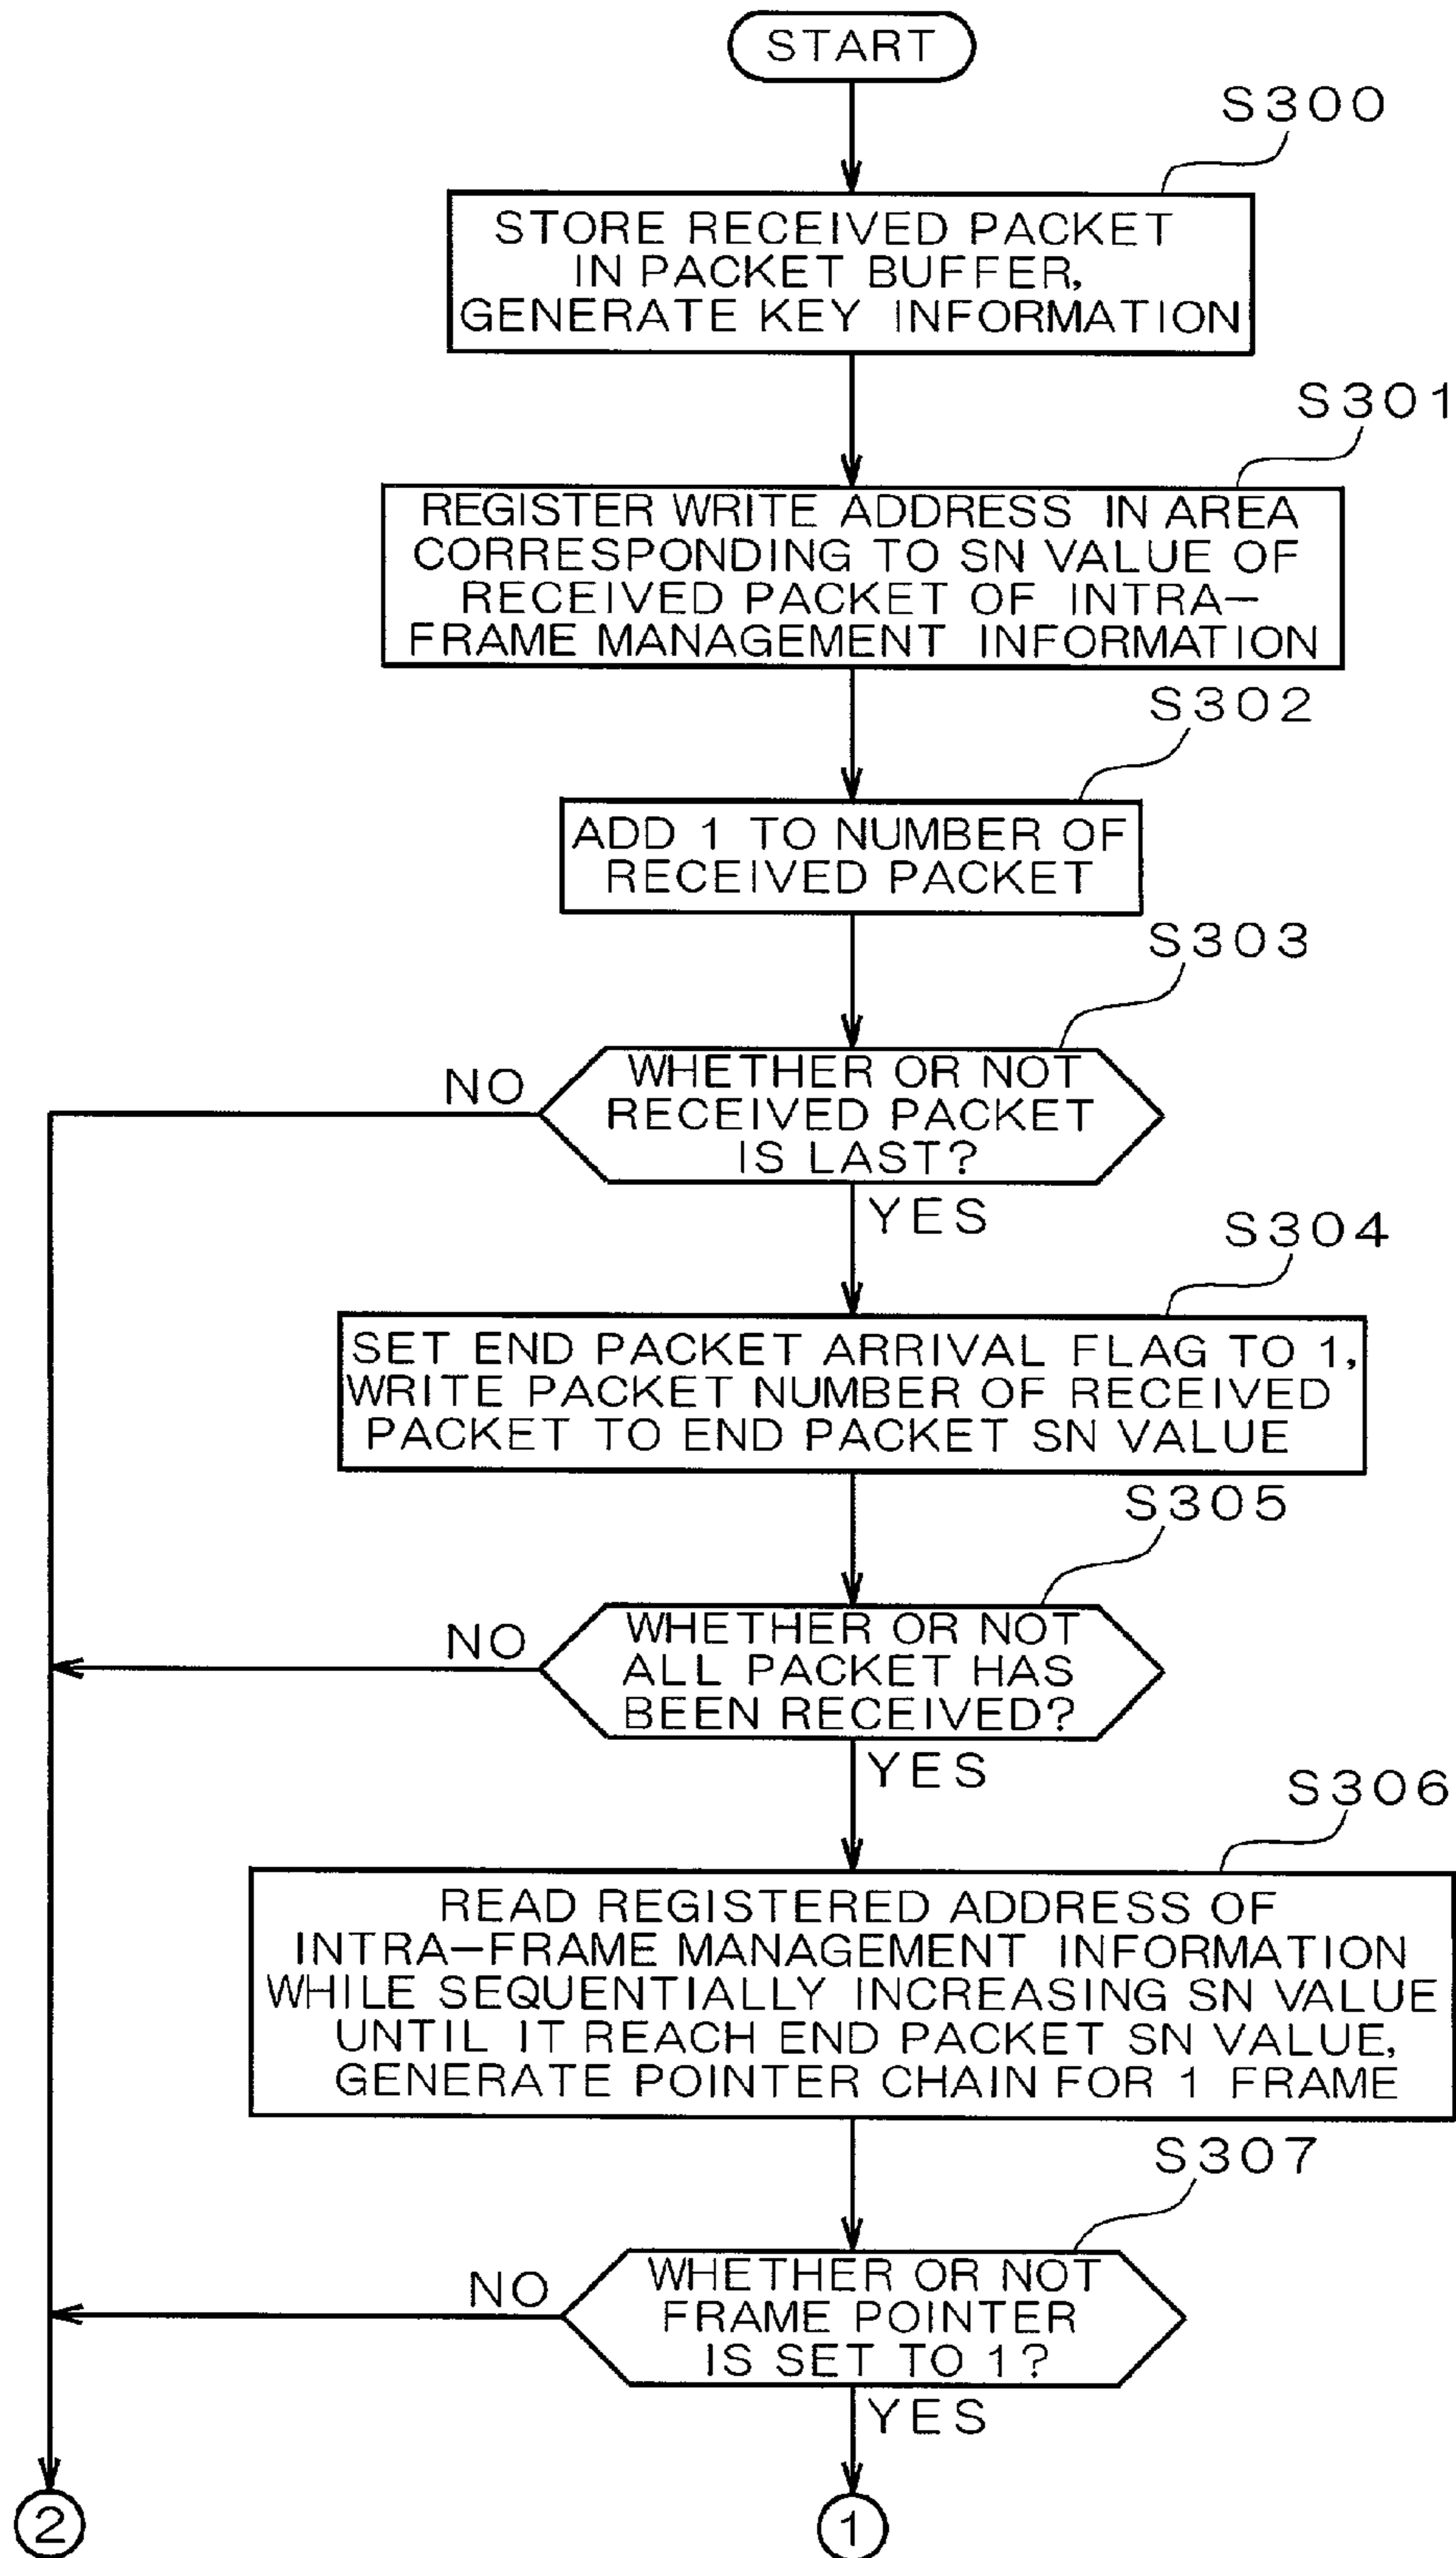 START
S300
STORE RECEIVED PACKET
IN PACKET BUFFER,
GENERATE KEY INFORMATION
S301
REGISTER WRITE ADDRESS IN AREA
CORRESPONDING TO SN VALUE OF
RECEIVED PACKET OF INTRA-
FRAME MANAGEMENT INFORMATION
S302
ADD 1 TO NUMBER OF
RECEIVED PACKET
S303
WHETHER OR NOT
RECEIVED PACKET
IS LAST?
NO
YES
S304
SET END PACKET ARRIVAL FLAG TO 1,
WRITE PACKET NUMBER OF RECEIVED
PACKET TO END PACKET SN VALUE
S305
WHETHER OR NOT
ALL PACKET HAS
BEEN RECEIVED?
NO
YES
S306
READ REGISTERED ADDRESS OF
INTRA-FRAME MANAGEMENT INFORMATION
WHILE SEQUENTIALLY INCREASING SN VALUE
UNTIL IT REACH END PACKET SN VALUE,
GENERATE POINTER CHAIN FOR 1 FRAME
S307
WHETHER OR NOT
FRAME POINTER
IS SET TO 1?
NO
YES
2
1